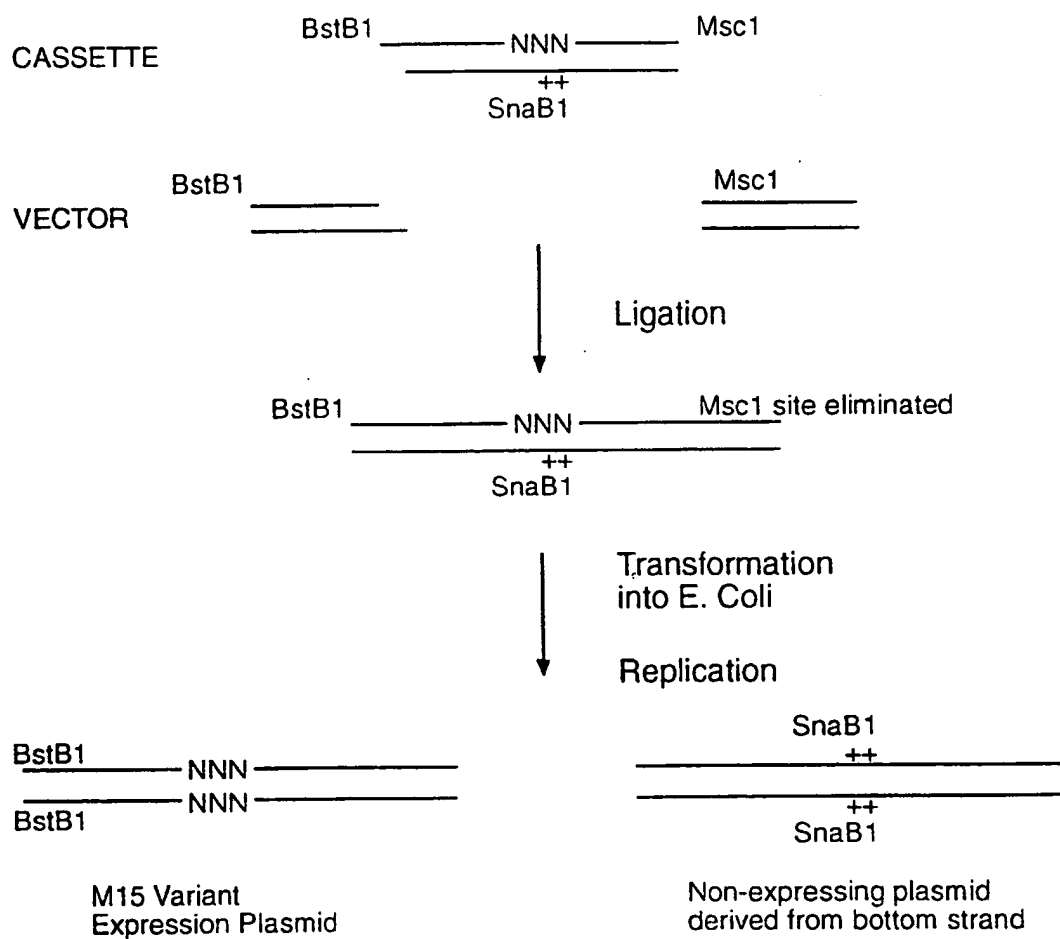 BstB1 NNN Msc1
CASSETTE
++
SnaB1
BstB1 Msc1
VECTOR
Ligation
BstB1 NNN Msc1 site eliminated
++
SnaB1
Transformation
into E. Coli
Replication
SnaB1
++
BstB1 NNN
NNN
BstB1
++
SnaB1
M15 Variant
Expression Plasmid
Non-expressing plasmid
derived from bottom strand